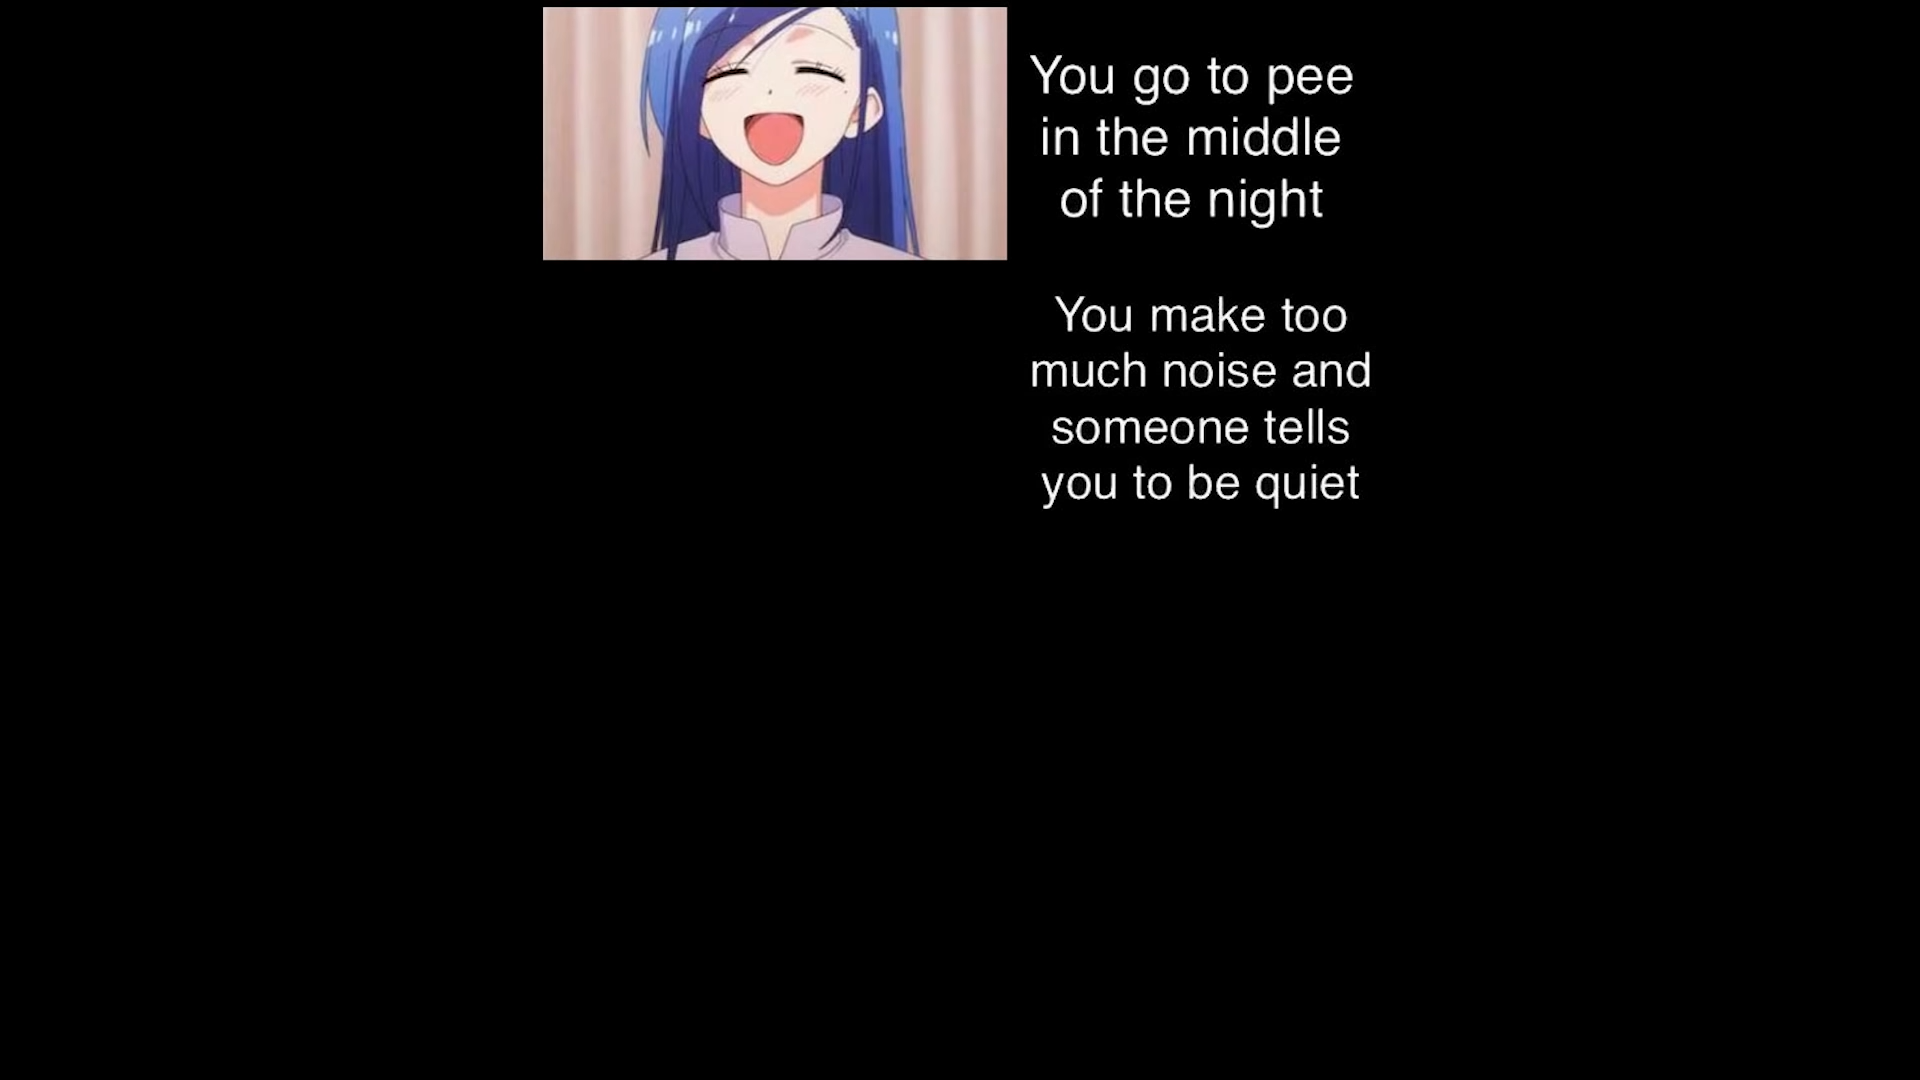 You go to pee
in the middle
of the night
You make too
much noise and
someone tells
you to be quiet